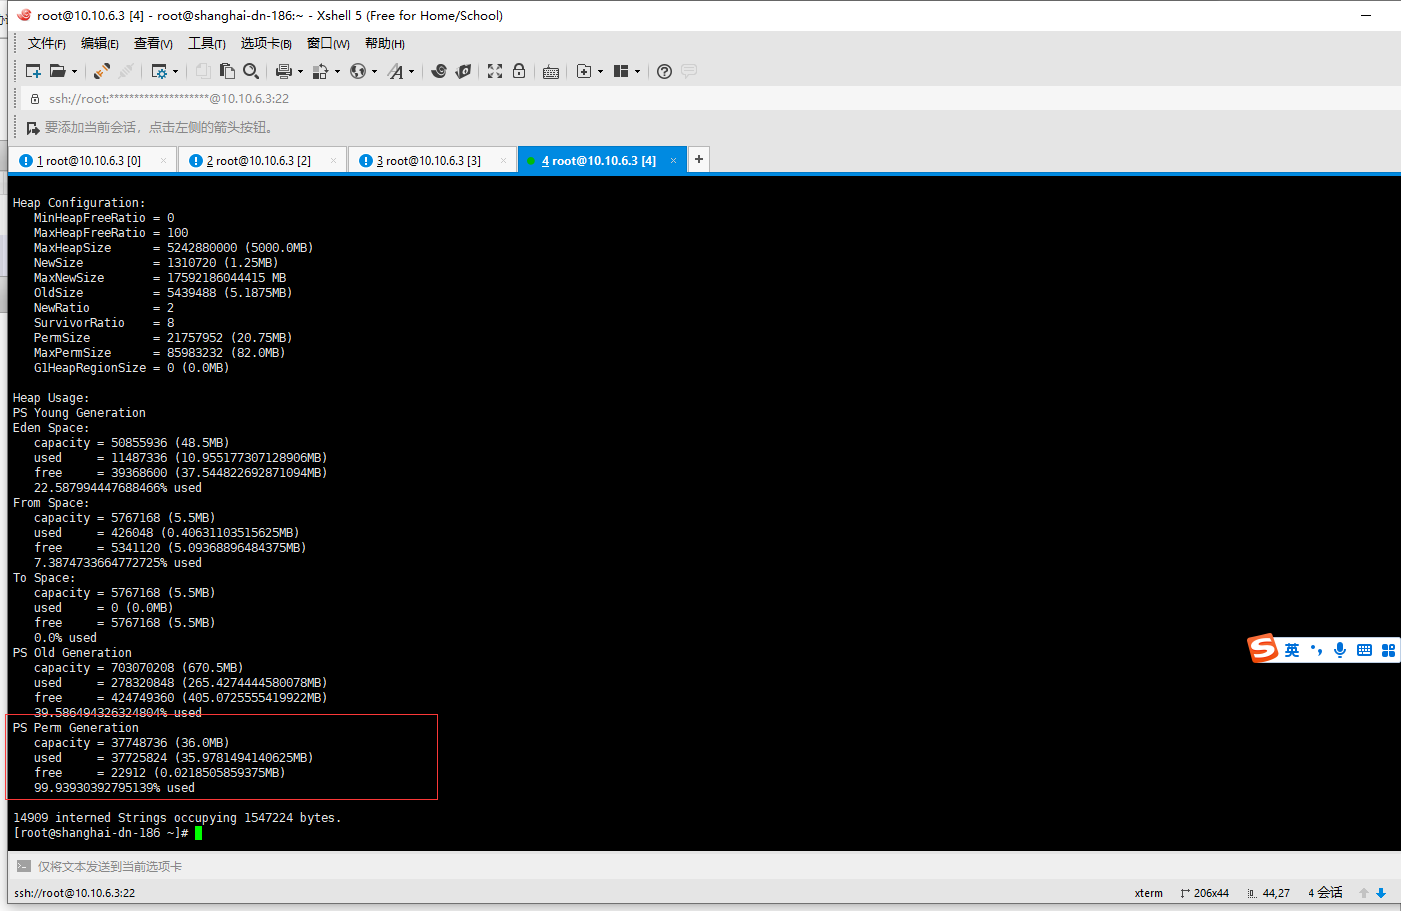 root@10.10.6.3 [4] - root@shanghai-dn-186:~ - Xshell 5 (Free for Home/School)
文件(F) 编辑(E) 查看(V) 工具(T) 选项卡(B) 窗口(W) 帮助(H)
ssh://root:********************@10.10.6.3:22
要添加当前会话，点击左侧的箭头按钮。
1 root@10.10.6.3 [0] 2 root@10.10.6.3 [2] 3 root@10.10.6.3 [3] 4 root@10.10.6.3 [4]
Heap Configuration:
MinHeapFreeRatio = 0
MaxHeapFreeRatio = 100
MaxHeapSize = 5242880000 (5000.0MB)
NewSize = 1310720 (1.25MB)
MaxNewSize = 17592186044415 MB
OldSize = 5439488 (5.1875MB)
NewRatio = 2
SurvivorRatio = 8
PermSize = 21757952 (20.75MB)
MaxPermSize = 85983232 (82.0MB)
G1HeapRegionSize = 0 (0.0MB)
Heap Usage:
PS Young Generation
Eden Space:
capacity = 50855936 (48.5MB)
used = 11487336 (10.955177307128906MB)
free = 39368600 (37.544822692871094MB)
22.587994447688466% used
From Space:
capacity = 5767168 (5.5MB)
used = 426048 (0.40631103515625MB)
free = 5341120 (5.09368896484375MB)
7.3874733664772725% used
To Space:
capacity = 5767168 (5.5MB)
used = 0 (0.0MB)
free = 5767168 (5.5MB)
0.0% used
PS Old Generation
capacity = 703070208 (670.5MB)
used = 278320848 (265.4274444580078MB)
free = 424749360 (405.0725555419922MB)
39.586494326324804% used
PS Perm Generation
capacity = 37748736 (36.0MB)
used = 37725824 (35.9781494140625MB)
free = 22912 (0.0218505859375MB)
99.93930392795139% used
14909 interned Strings occupying 1547224 bytes.
[root@shanghai-dn-186 ~]#
英
仅将文本发送到当前选项卡
ssh://root@10.10.6.3:22 xterm 206x44 44,27 4 会话